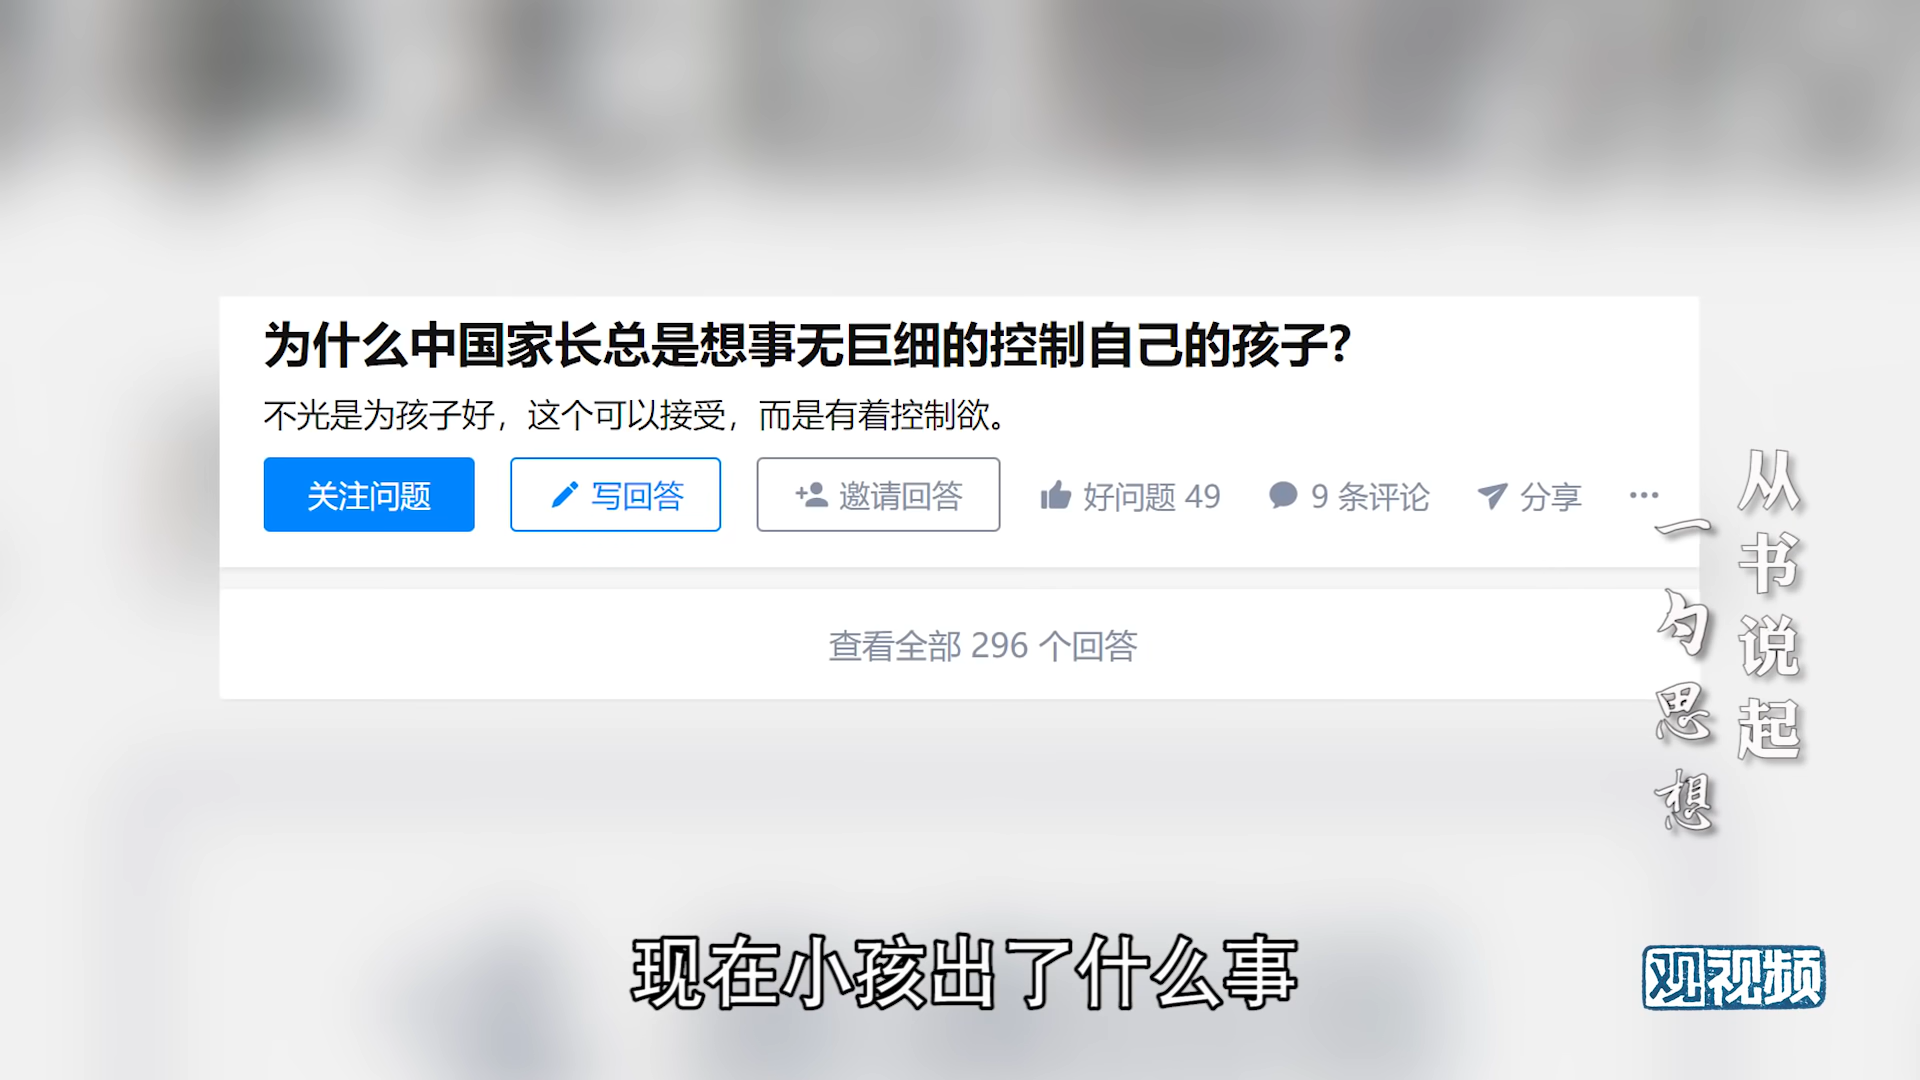 为什么中国家长总是想事无巨细的控制自己的孩子?
不光是为孩子好，这个可以接受，而是有着控制欲。
关注问题 写回答 邀请回答 好问题 49 9 条评论 分享 ···
查看全部 296 个回答
从书说起
一勺思想
现在小孩出了什么事
观视频